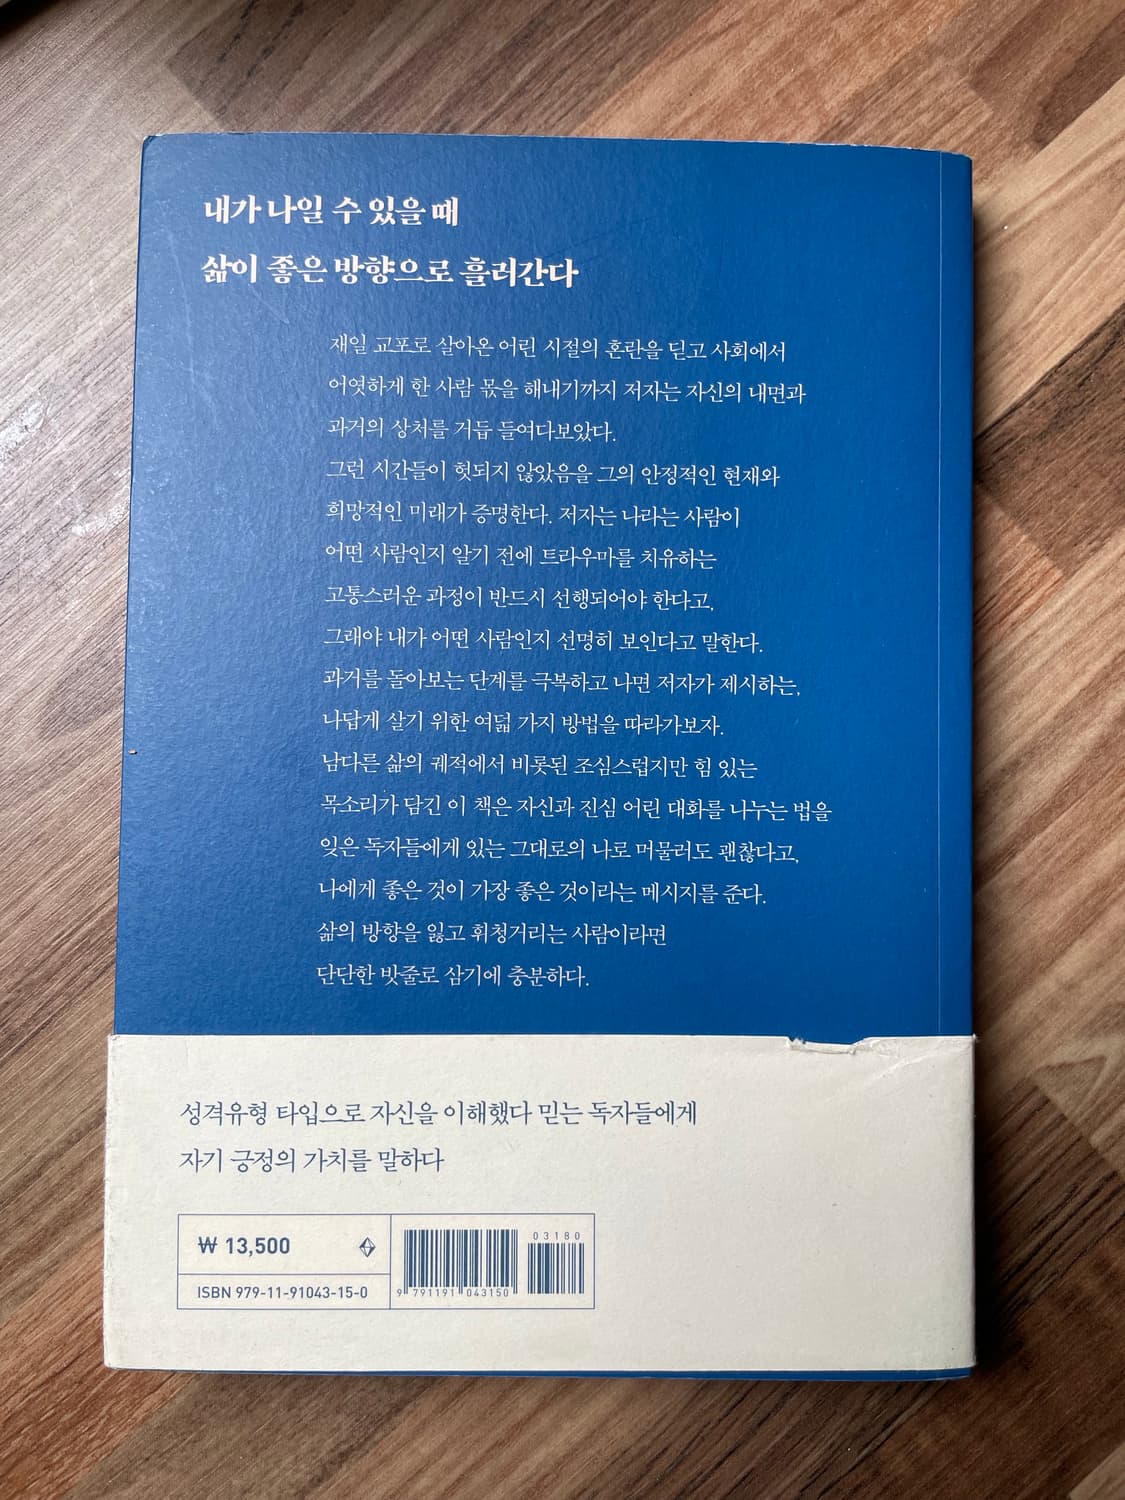 내가 나일 수 있을 때
삶이 좋은 방향으로 흘러간다
재일 교포로 살아온 어린 시절의 혼란을 딛고 사회에서
어엿하게 한 사람 몫을 해내기까지 저자는 자신의 내면과
과거의 상처를 거듭 들여다보았다.
그런 시간들이 헛되지 않았음을 그의 안정적인 현재와
희망적인 미래가 증명한다. 저자는 나라는 사람이
어떤 사람인지 알기 전에 트라우마를 치유하는
고통스러운 과정이 반드시 선행되어야 한다고,
그래야 내가 어떤 사람인지 선명히 보인다고 말한다.
과거를 돌아보는 단계를 극복하고 나면 저자가 제시하는,
나답게 살기 위한 여덟 가지 방법을 따라가보자.
남다른 삶의 궤적에서 비롯된 조심스럽지만 힘 있는
목소리가 담긴 이 책은 자신과 진심 어린 대화를 나누는 법을
잊은 독자들에게 있는 그대로의 나로 머물러도 괜찮다고,
나에게 좋은 것이 가장 좋은 것이라는 메시지를 준다.
삶의 방향을 잃고 휘청거리는 사람이라면
단단한 밧줄로 삼기에 충분하다.
성격유형 타입으로 자신을 이해했다 믿는 독자들에게
자기 긍정의 가치를 말하다
₩ 13,500
ISBN 979-11-91043-15-0
03180
9 791191 043150